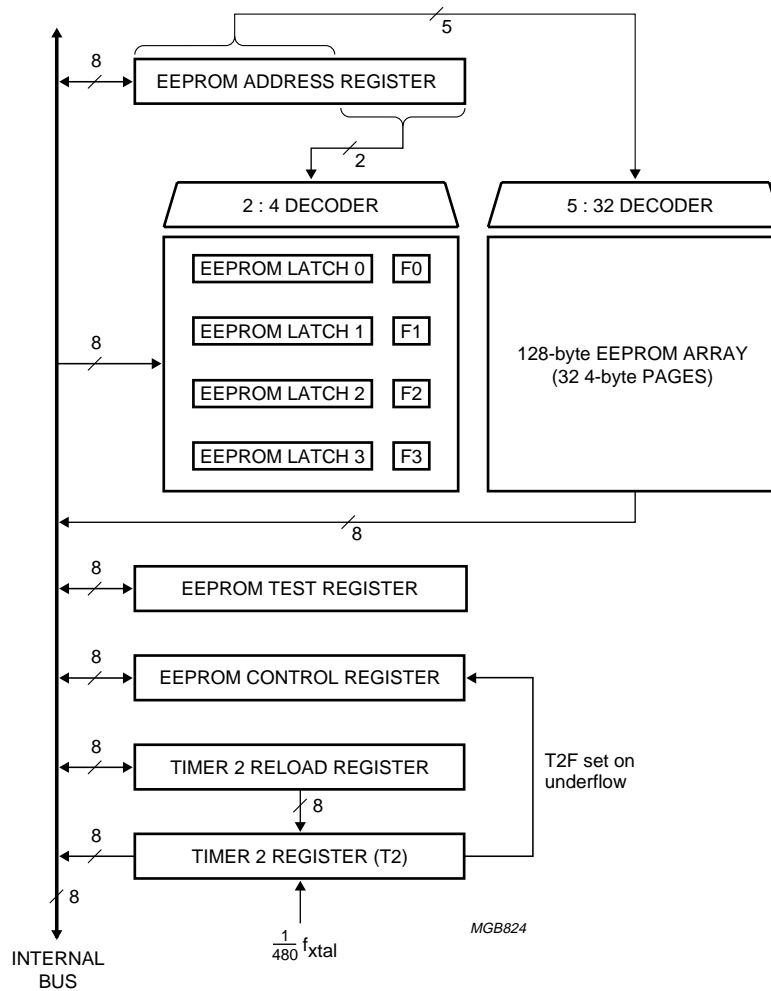 5
8
EEPROM ADDRESS REGISTER
2
2 : 4 DECODER
5 : 32 DECODER
EEPROM LATCH 0
F0
EEPROM LATCH 1
F1
8
128-byte EEPROM ARRAY
(32 4-byte PAGES)
EEPROM LATCH 2
F2
EEPROM LATCH 3
F3
8
8
EEPROM TEST REGISTER
8
EEPROM CONTROL REGISTER
8
TIMER 2 RELOAD REGISTER
T2F set on
underflow
8
8
TIMER 2 REGISTER (T2)
8
1/480 fxtal
MGB824
INTERNAL
BUS